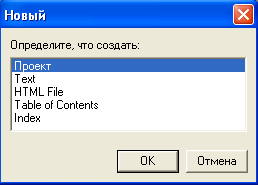 Новый
Определите, что создать:
Проект
Text
HTML File
Table of Contents
Index
OK
Отмена